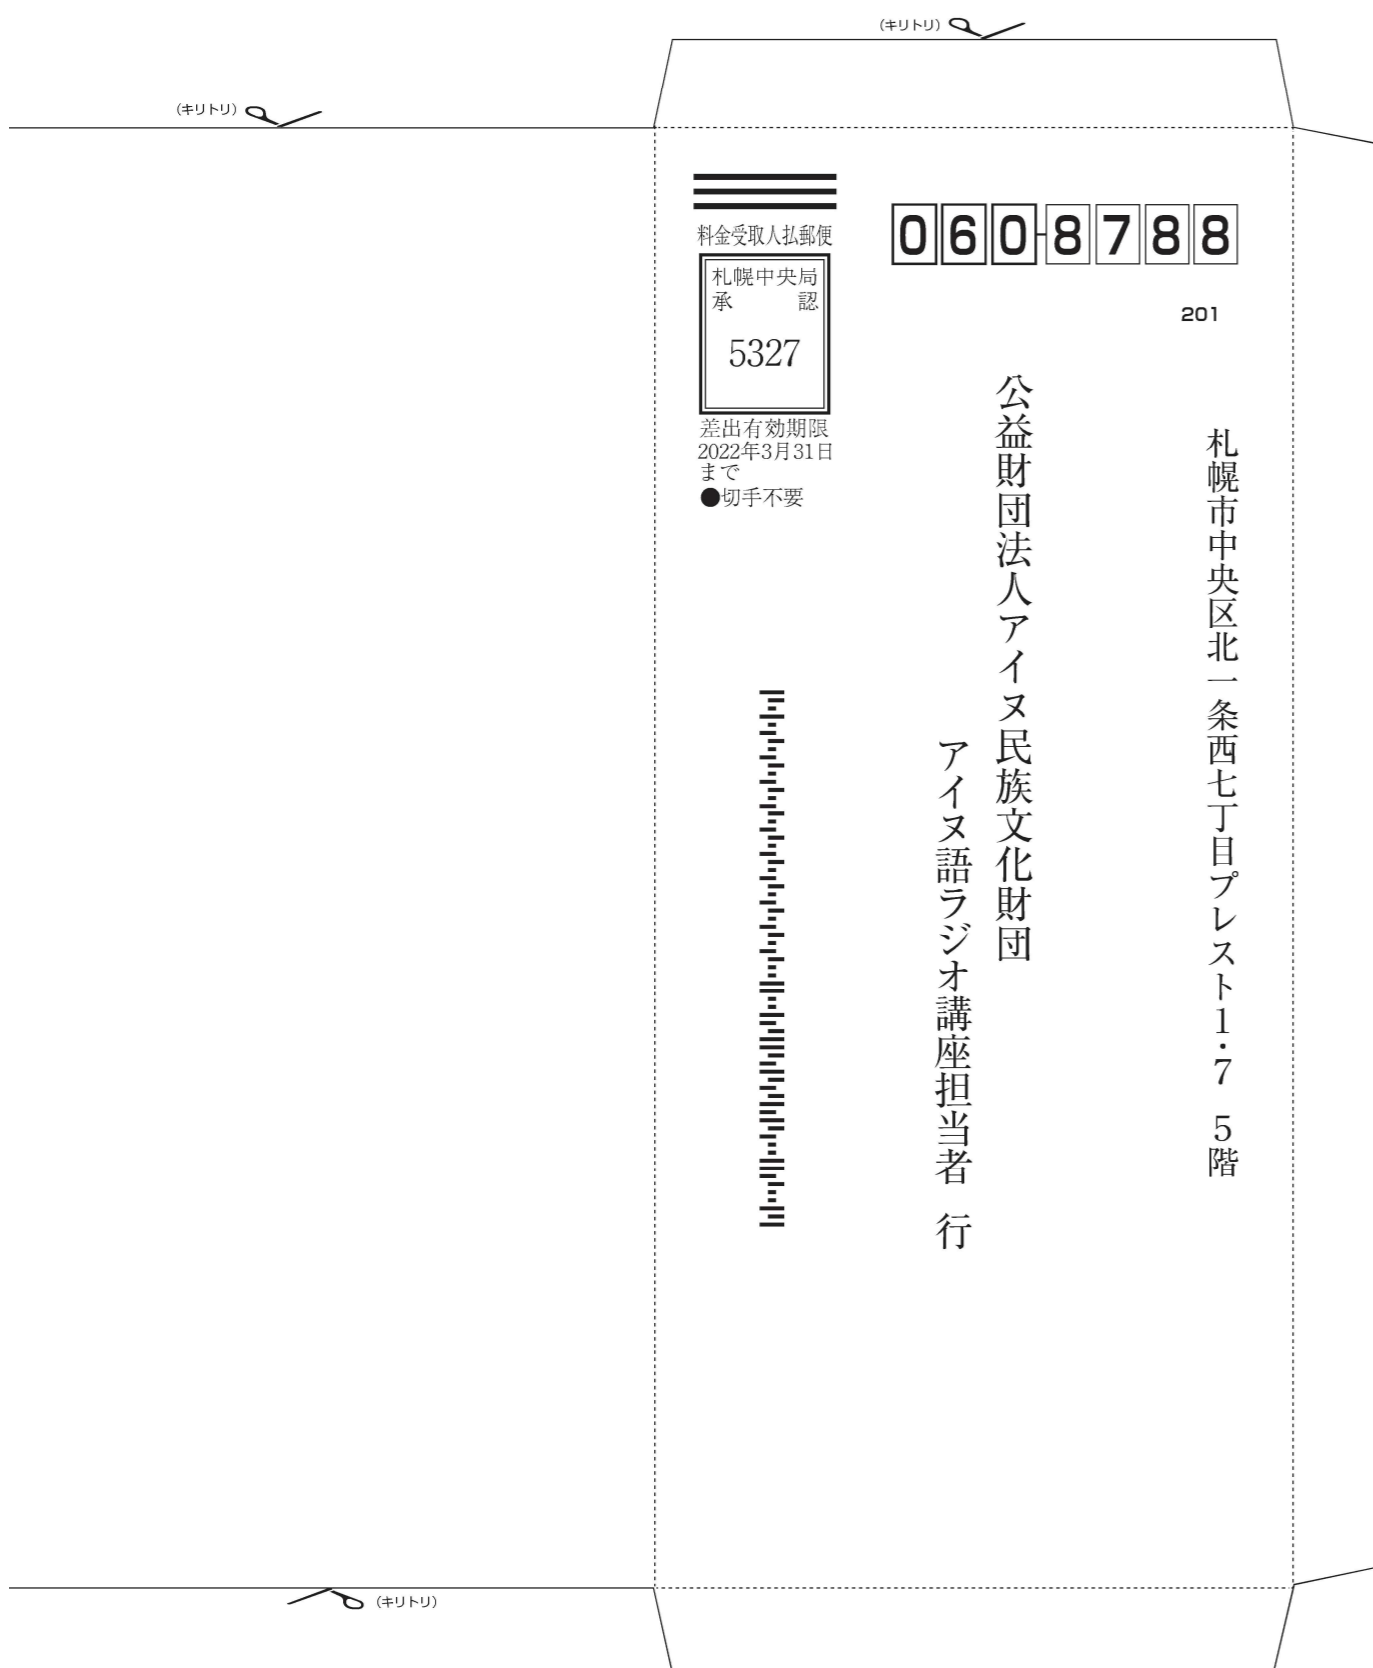 (キリトリ)
(キリトリ)
料金受取人払郵便
札幌中央局
承 認
5327
差出有効期限
2022年3月31日
まで
●切手不要
060-8788
201
札幌市中央区北一条西七丁目プレスト1・7 5階
公益財団法人アイヌ民族文化財団
アイヌ語ラジオ講座担当者 行
(キリトリ)